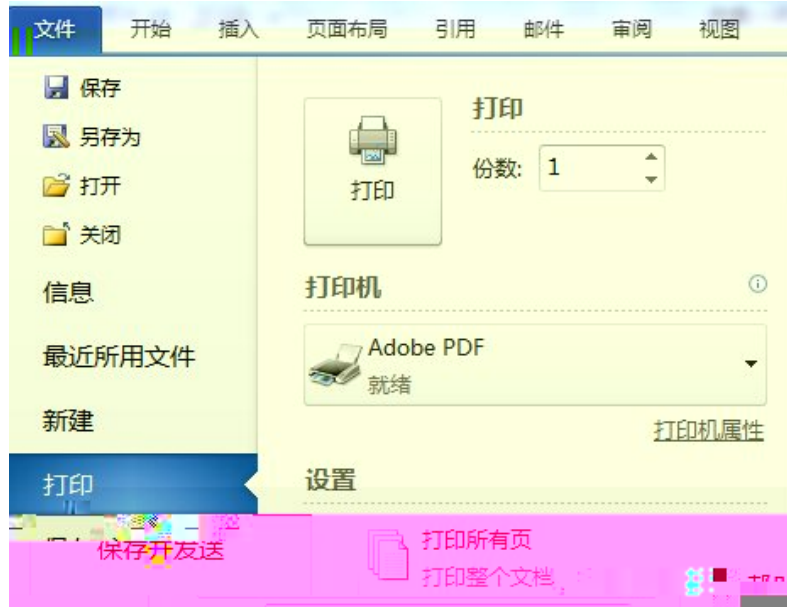 文件 开始 插入 页面布局 引用 邮件 审阅 视图
保存
另存为
打开
关闭
信息
最近所用文件
新建
打印
保存并发送
打印
打印
份数: 1
打印机
Adobe PDF
就绪
打印机属性
设置
打印所有页
打印整个文档